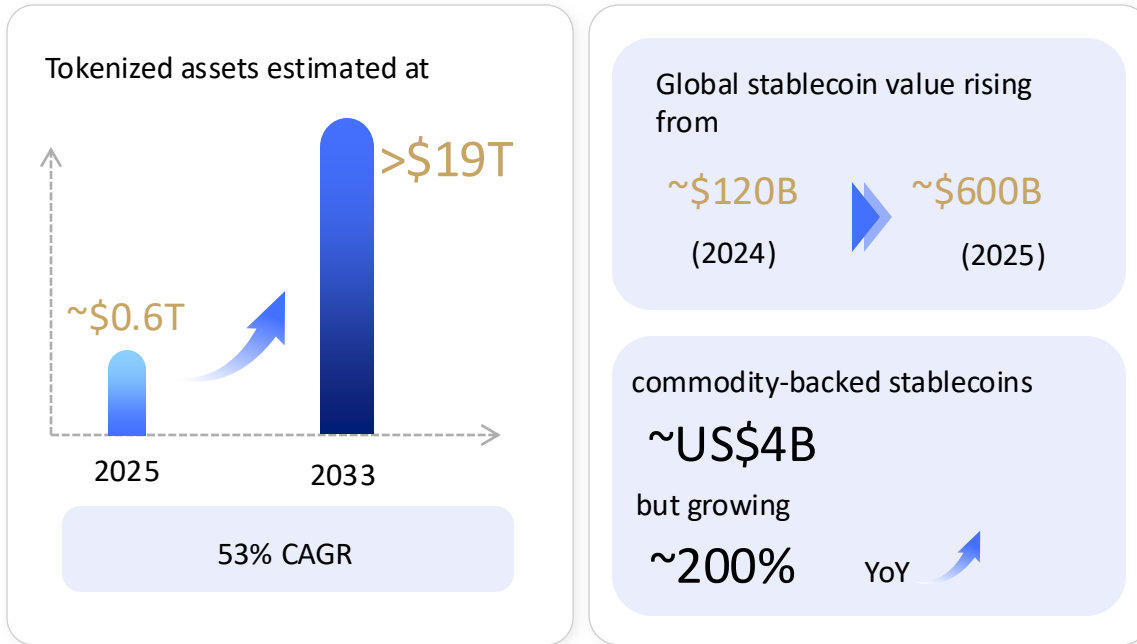 Tokenized assets estimated at
>$19T
~$0.6T
2025
2033
53% CAGR
Global stablecoin value rising
from
~$120B
~$600B
(2024)
(2025)
commodity-backed stablecoins
~US$4B
but growing
~200%
YoY